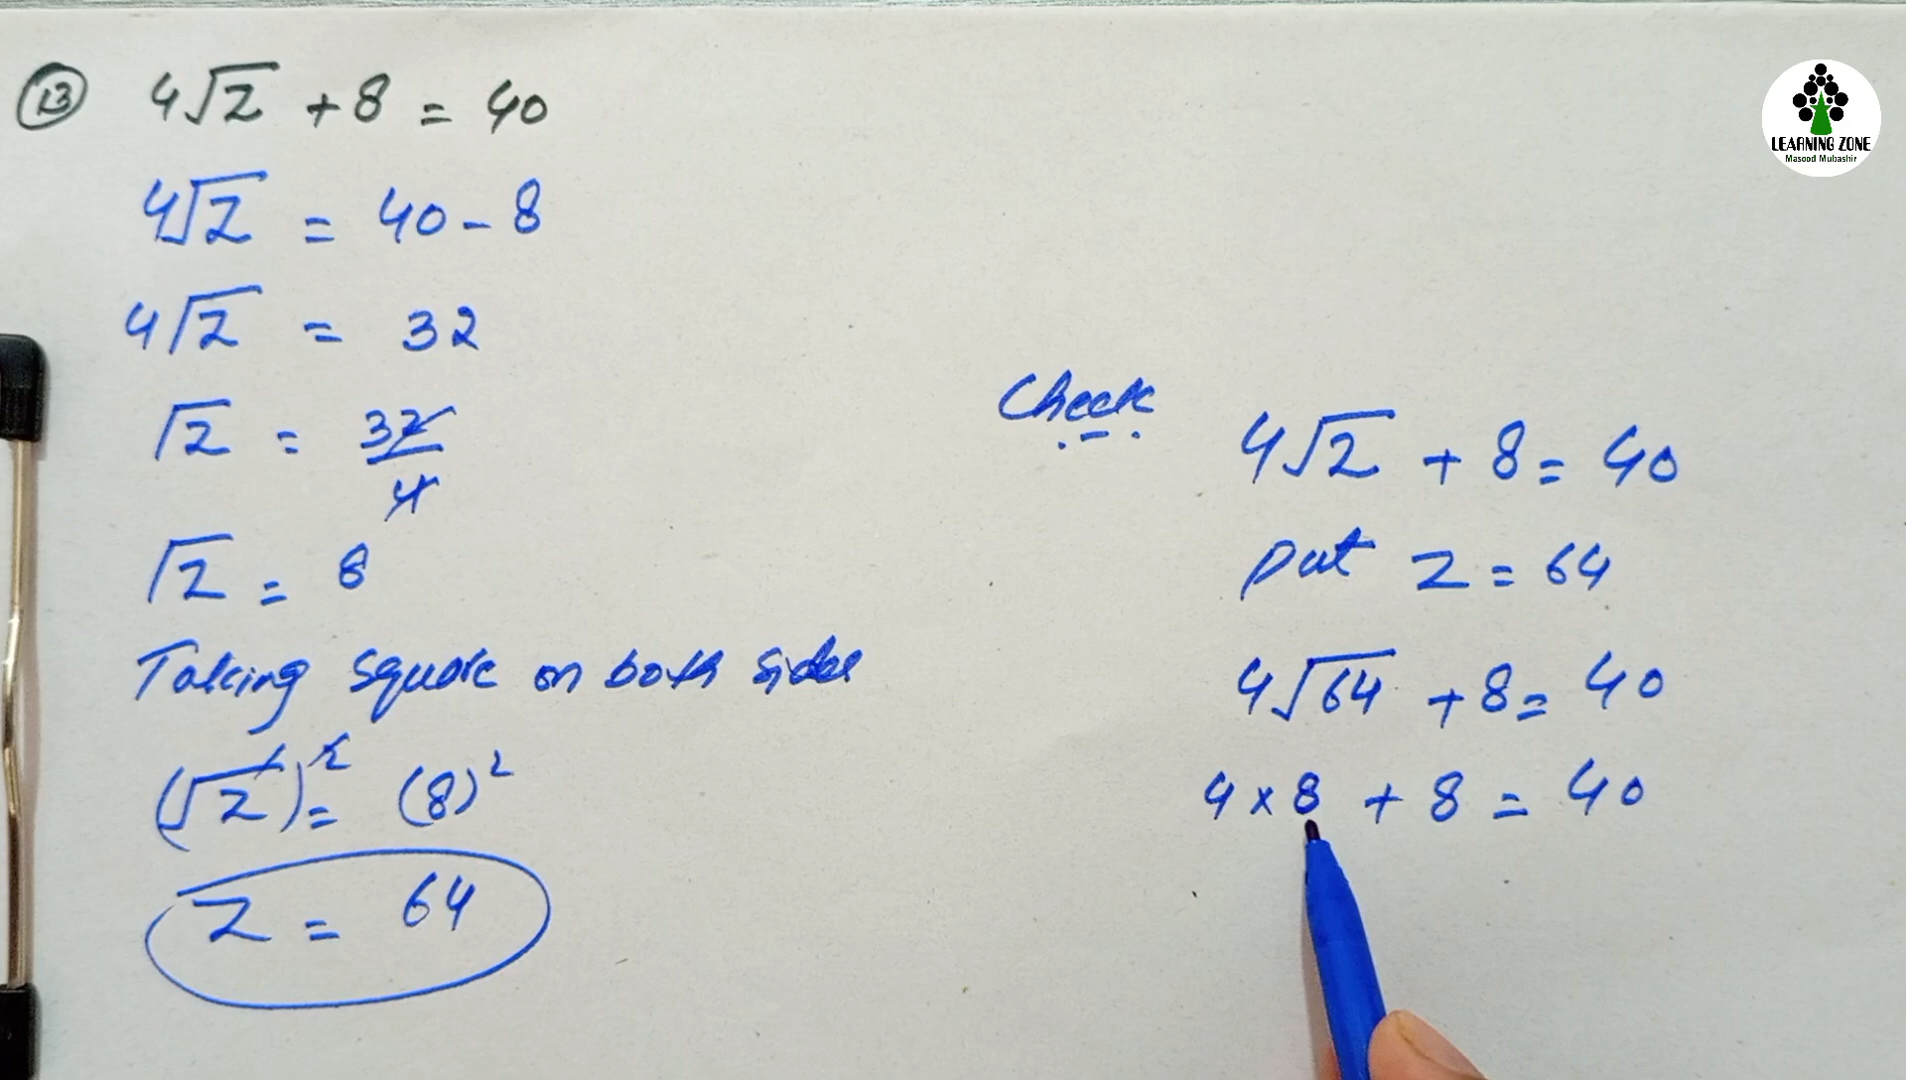 13 4√z + 8 = 40
4√z = 40 - 8
4√z = 32
√z = 32/4
√z = 8
Taking square on both sides
(√z)² = (8)²
z = 64
Check
4√z + 8 = 40
put z = 64
4√64 + 8 = 40
4 × 8 + 8 = 40
LEARNING ZONE
Masood Mubashir